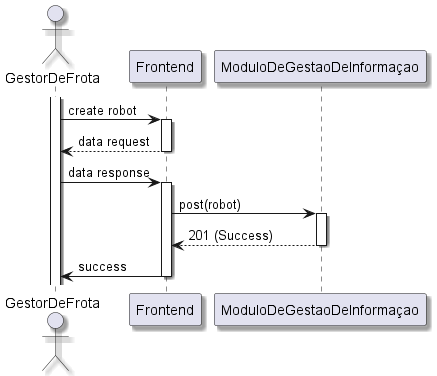 GestorDeFrota
Frontend
ModuloDeGestaoDeInformaçao
create robot
data request
data response
post(robot)
201 (Success)
success
GestorDeFrota
Frontend
ModuloDeGestaoDeInformaçao